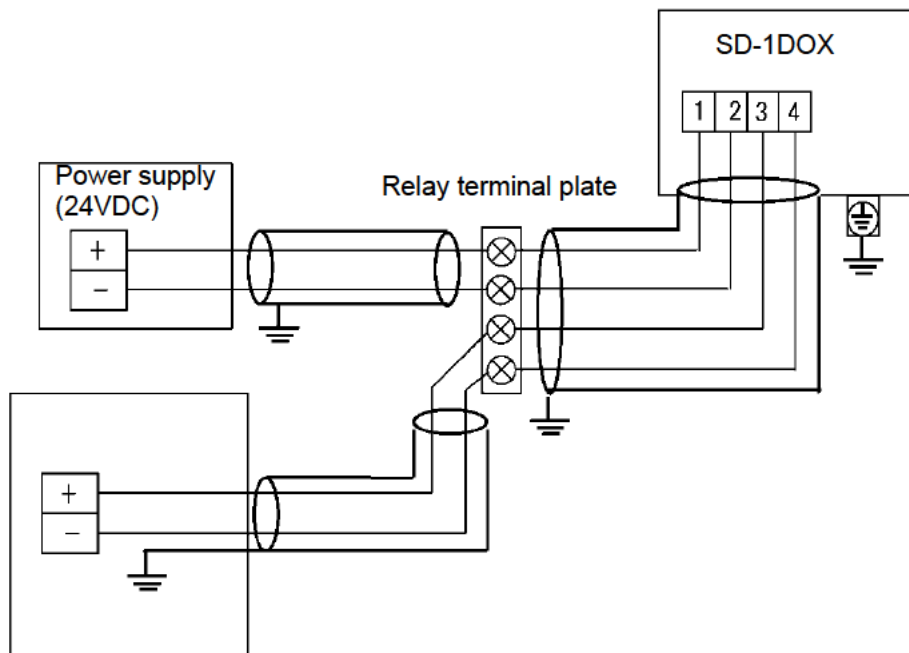 SD-1DOX
1 2 3 4
Power supply
(24VDC)
Relay terminal plate
+
−
+
−